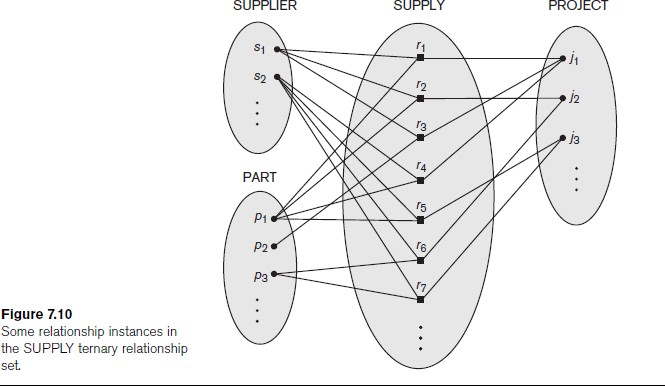 SUPPLIER
SUPPLY
PROJECT
s1
s2
PART
p1
p2
p3
r1
r2
r3
r4
r5
r6
r7
j1
j2
j3
Figure 7.10
Some relationship instances in
the SUPPLY ternary relationship
set.